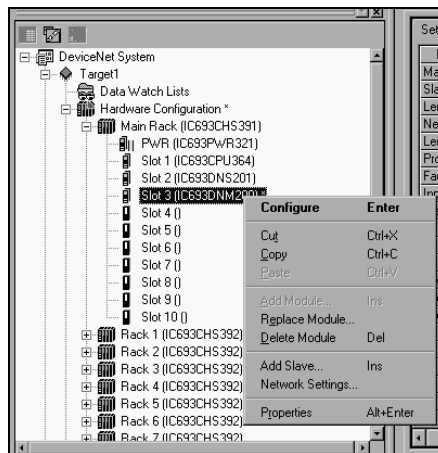 DeviceNet System
Target1
Data Watch Lists
Hardware Configuration *
Main Rack (IC693CHS391)
PWR (IC693PWR321)
Slot 1 (IC693CPU364)
Slot 2 (IC693DNS201)
Slot 3 (IC693DNM200) *
Slot 4 ()
Slot 5 ()
Slot 6 ()
Slot 7 ()
Slot 8 ()
Slot 9 ()
Slot 10 ()
Rack 1 (IC693CHS392)
Rack 2 (IC693CHS392)
Rack 3 (IC693CHS392)
Rack 4 (IC693CHS392)
Rack 5 (IC693CHS392)
Rack 6 (IC693CHS392)
Rack 7 (IC693CHS392)
Configure Enter
Cut Ctrl+X
Copy Ctrl+C
Paste Ctrl+V
Add Module... Ins
Replace Module...
Delete Module Del
Add Slave... Ins
Network Settings...
Properties Alt+Enter
Set
Ma
Sla
Ler
Ne
Ler
Pro
Fau